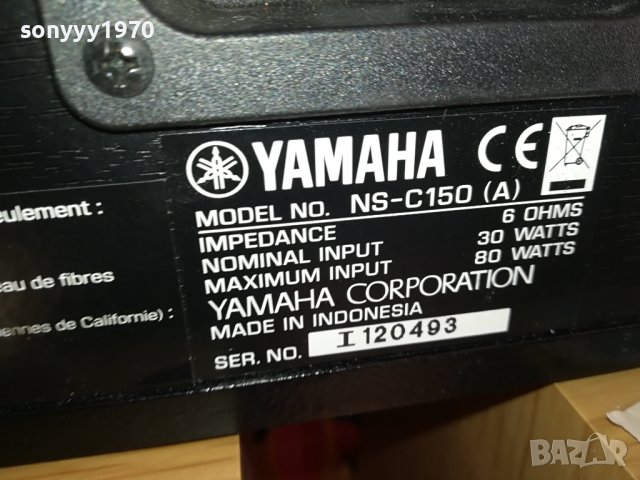 sonyyy1970
YAMAHA CE
MODEL NO. NS-C150 (A)
IMPEDANCE 6 OHMS
NOMINAL INPUT 30 WATTS
MAXIMUM INPUT 80 WATTS
YAMAHA CORPORATION
MADE IN INDONESIA
SER. NO. I 120493
eulement :
au de fibres
ennes de Californie) :
BAZAR